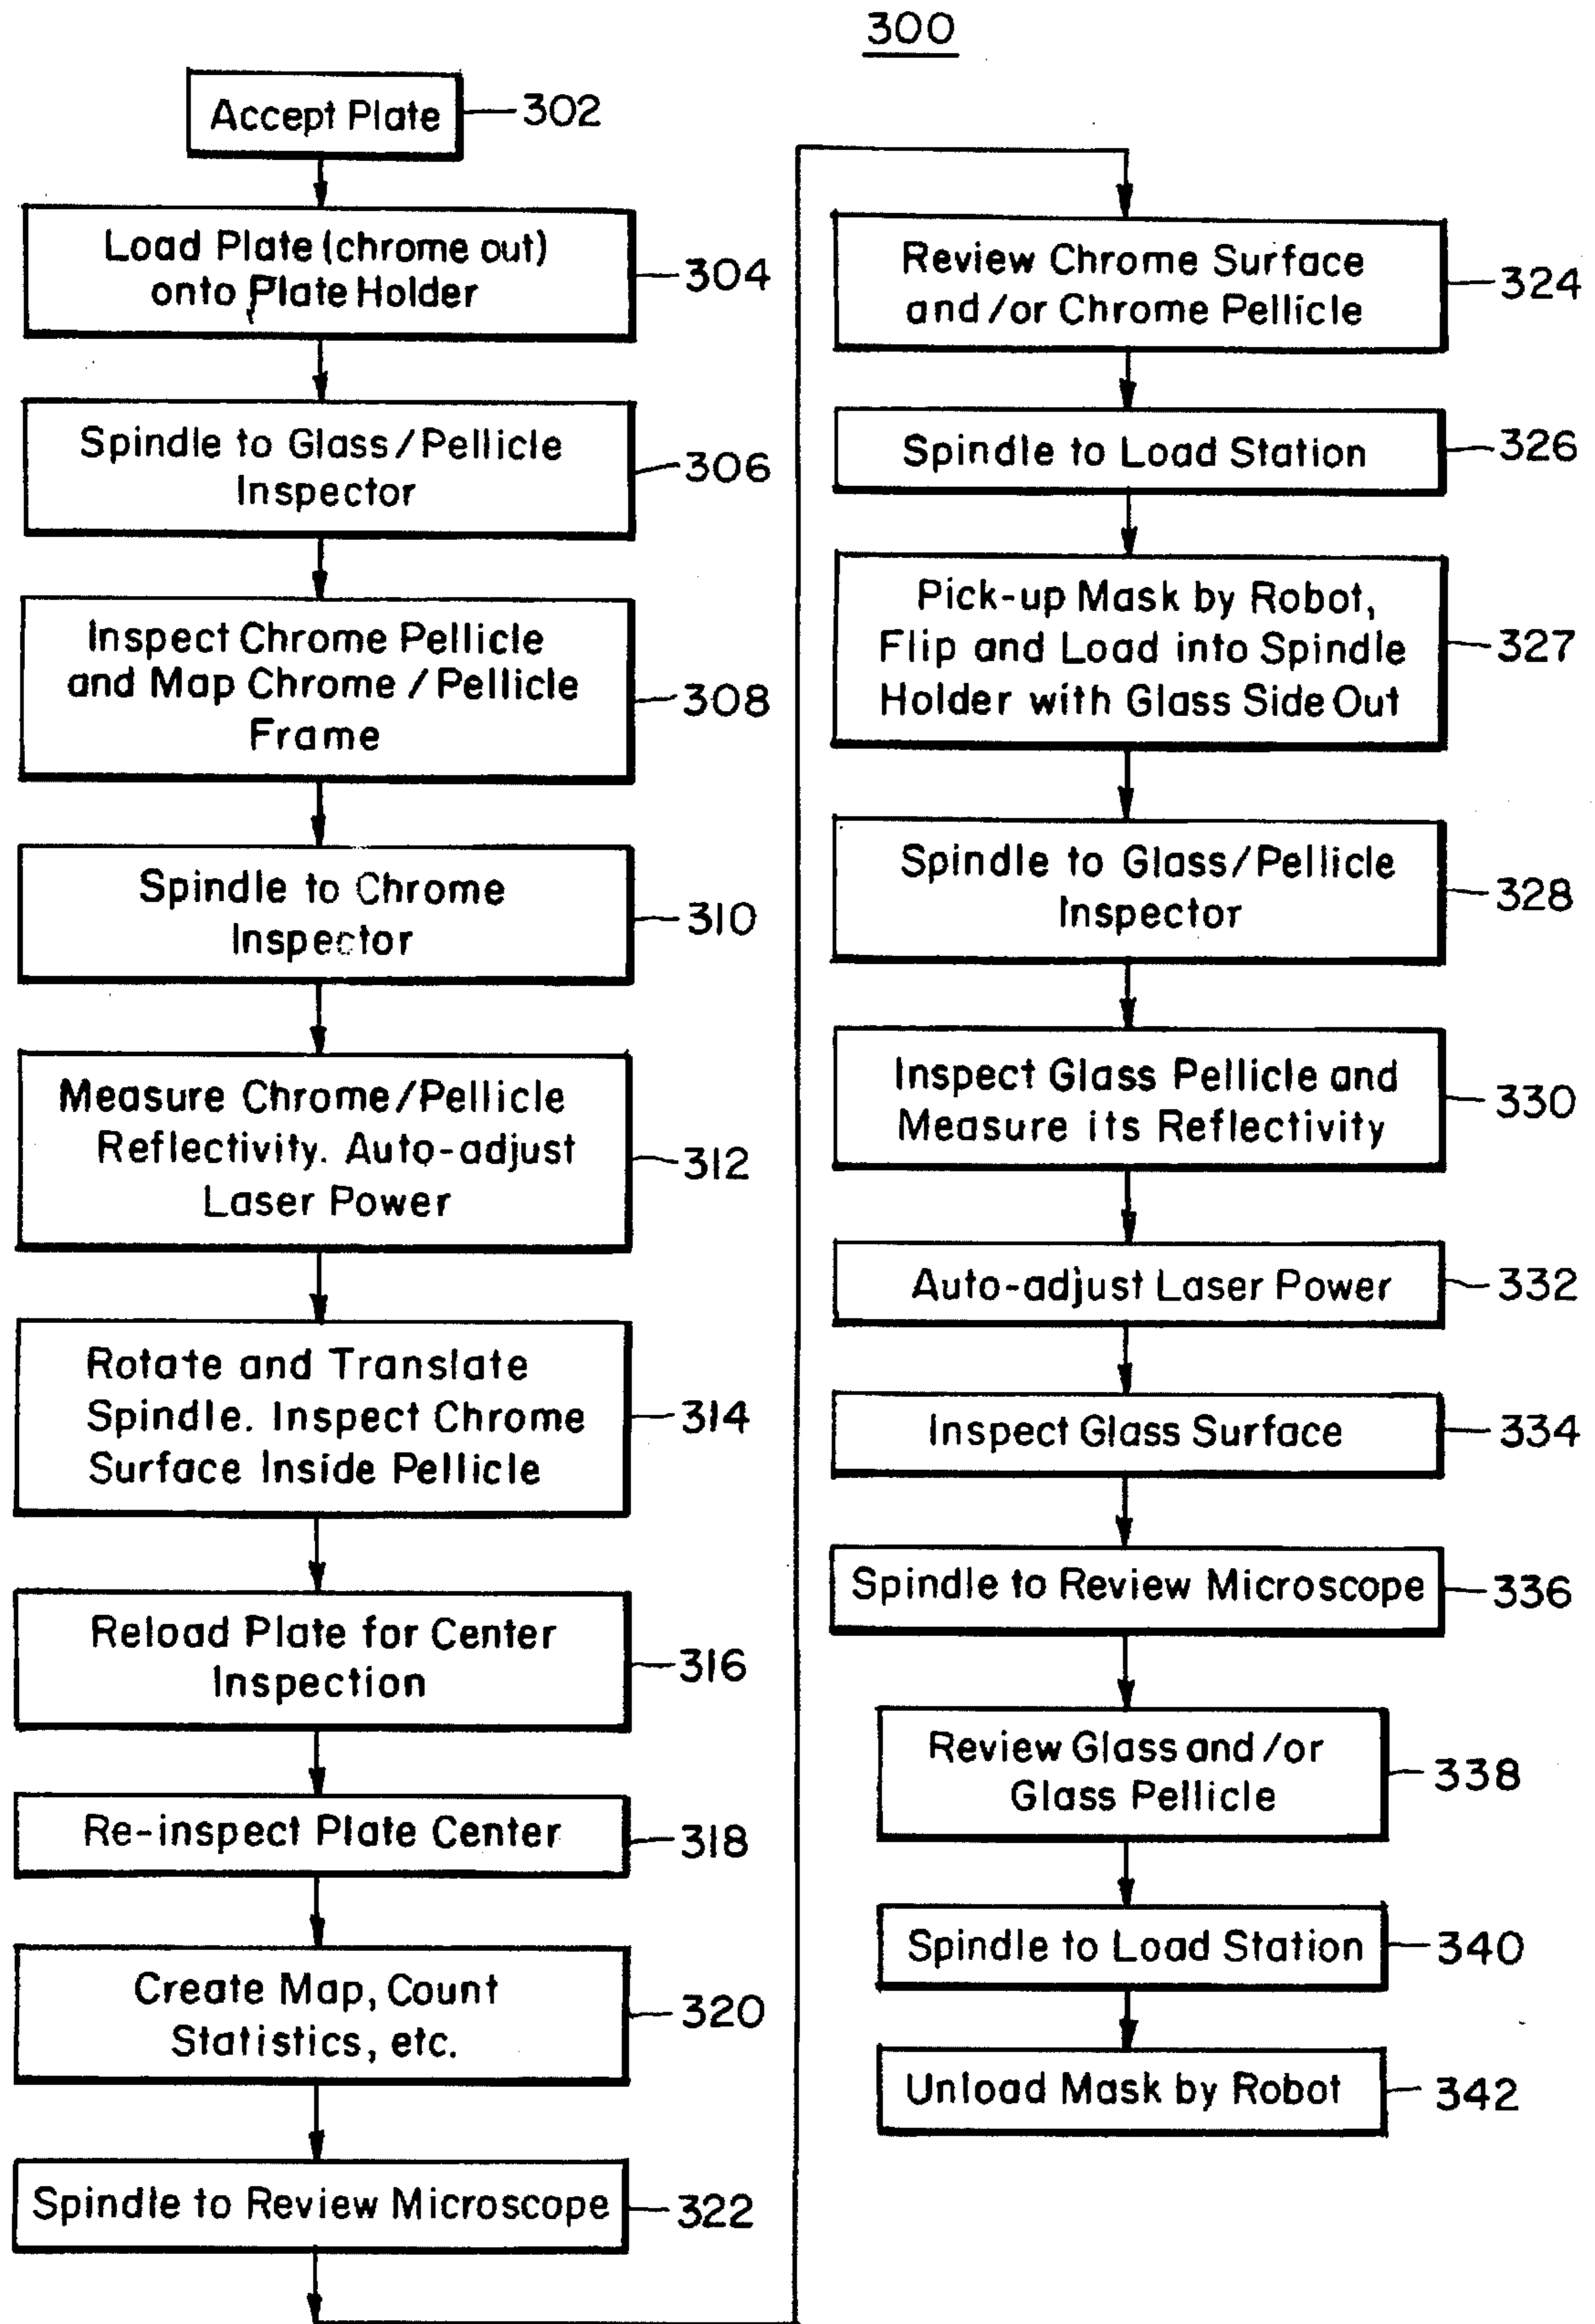 300
Accept Plate
302
Load Plate (chrome out)
onto Plate Holder
304
Spindle to Glass/Pellicle
Inspector
306
Inspect Chrome Pellicle
and Map Chrome/Pellicle
Frame
308
Spindle to Chrome
Inspector
310
Measure Chrome/Pellicle
Reflectivity. Auto-adjust
Laser Power
312
Rotate and Translate
Spindle. Inspect Chrome
Surface Inside Pellicle
314
Reload Plate for Center
Inspection
316
Re-inspect Plate Center
318
Create Map, Count
Statistics, etc.
320
Spindle to Review Microscope
322
Review Chrome Surface
and/or Chrome Pellicle
324
Spindle to Load Station
326
Pick-up Mask by Robot,
Flip and Load into Spindle
Holder with Glass Side Out
327
Spindle to Glass/Pellicle
Inspector
328
Inspect Glass Pellicle and
Measure its Reflectivity
330
Auto-adjust Laser Power
332
Inspect Glass Surface
334
Spindle to Review Microscope
336
Review Glass and/or
Glass Pellicle
338
Spindle to Load Station
340
Unload Mask by Robot
342